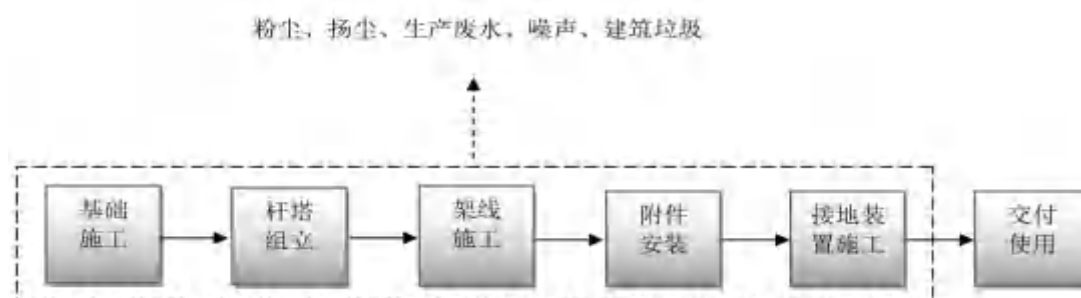 粉尘、扬尘、生产废水、噪声、建筑垃圾
基础
施工
杆塔
组立
架线
施工
附件
安装
接地装
置施工
交付
使用